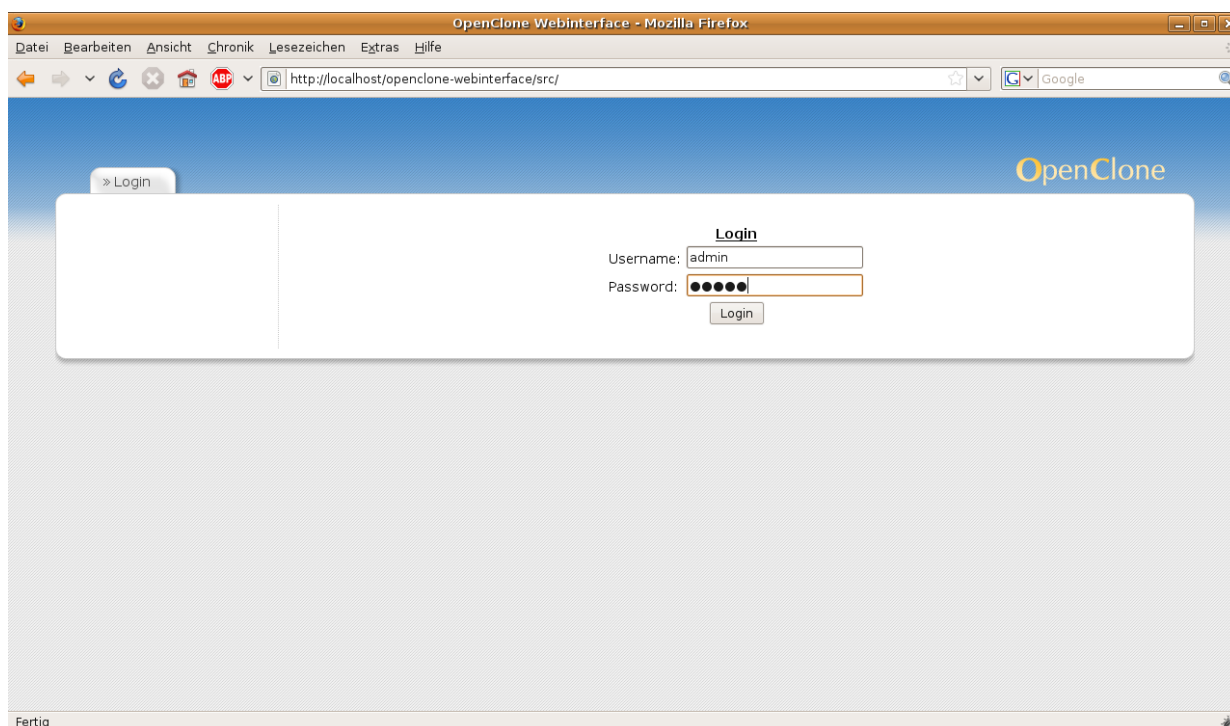 OpenClone Webinterface - Mozilla Firefox
Datei Bearbeiten Ansicht Chronik Lesezeichen Extras Hilfe
ABP http://localhost/openclone-webinterface/src/ G Google
OpenClone
» Login
Login
Username: admin
Password: ●●●●●
Login
Fertig